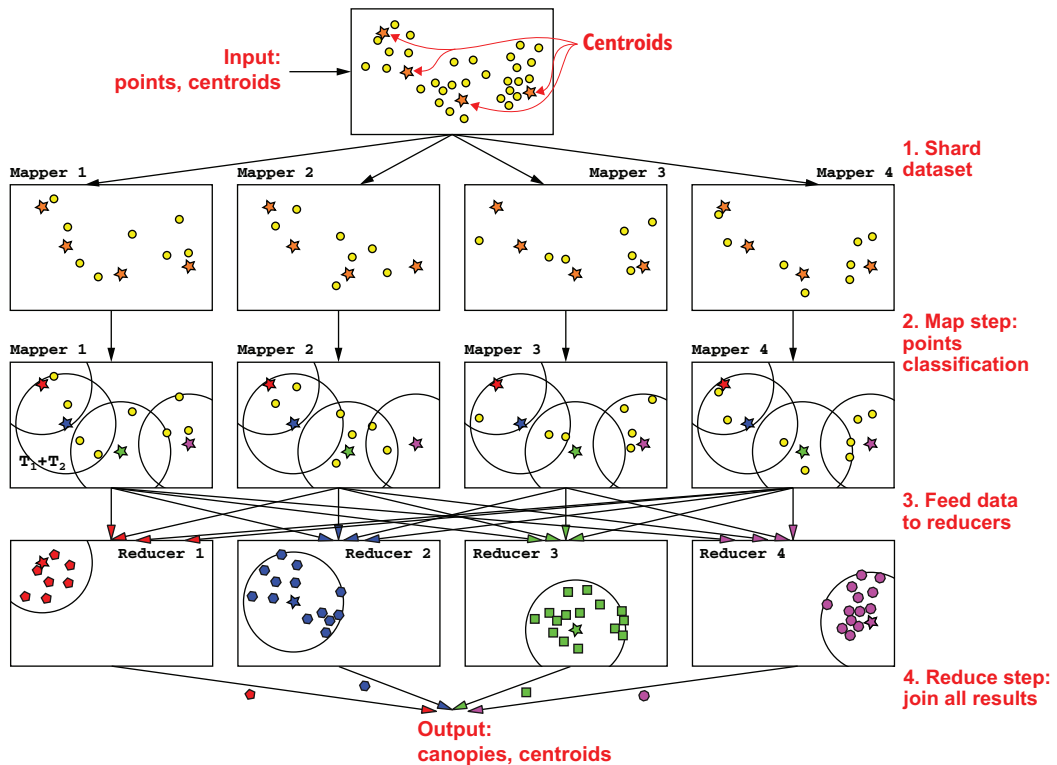 Centroids
Input:
points, centroids
1. Shard
dataset
Mapper 1
Mapper 2
Mapper 3
Mapper 4
2. Map step:
points
classification
Mapper 1
Mapper 2
Mapper 3
Mapper 4
T1+T2
3. Feed data
to reducers
Reducer 1
Reducer 2
Reducer 3
Reducer 4
4. Reduce step:
join all results
Output:
canopies, centroids